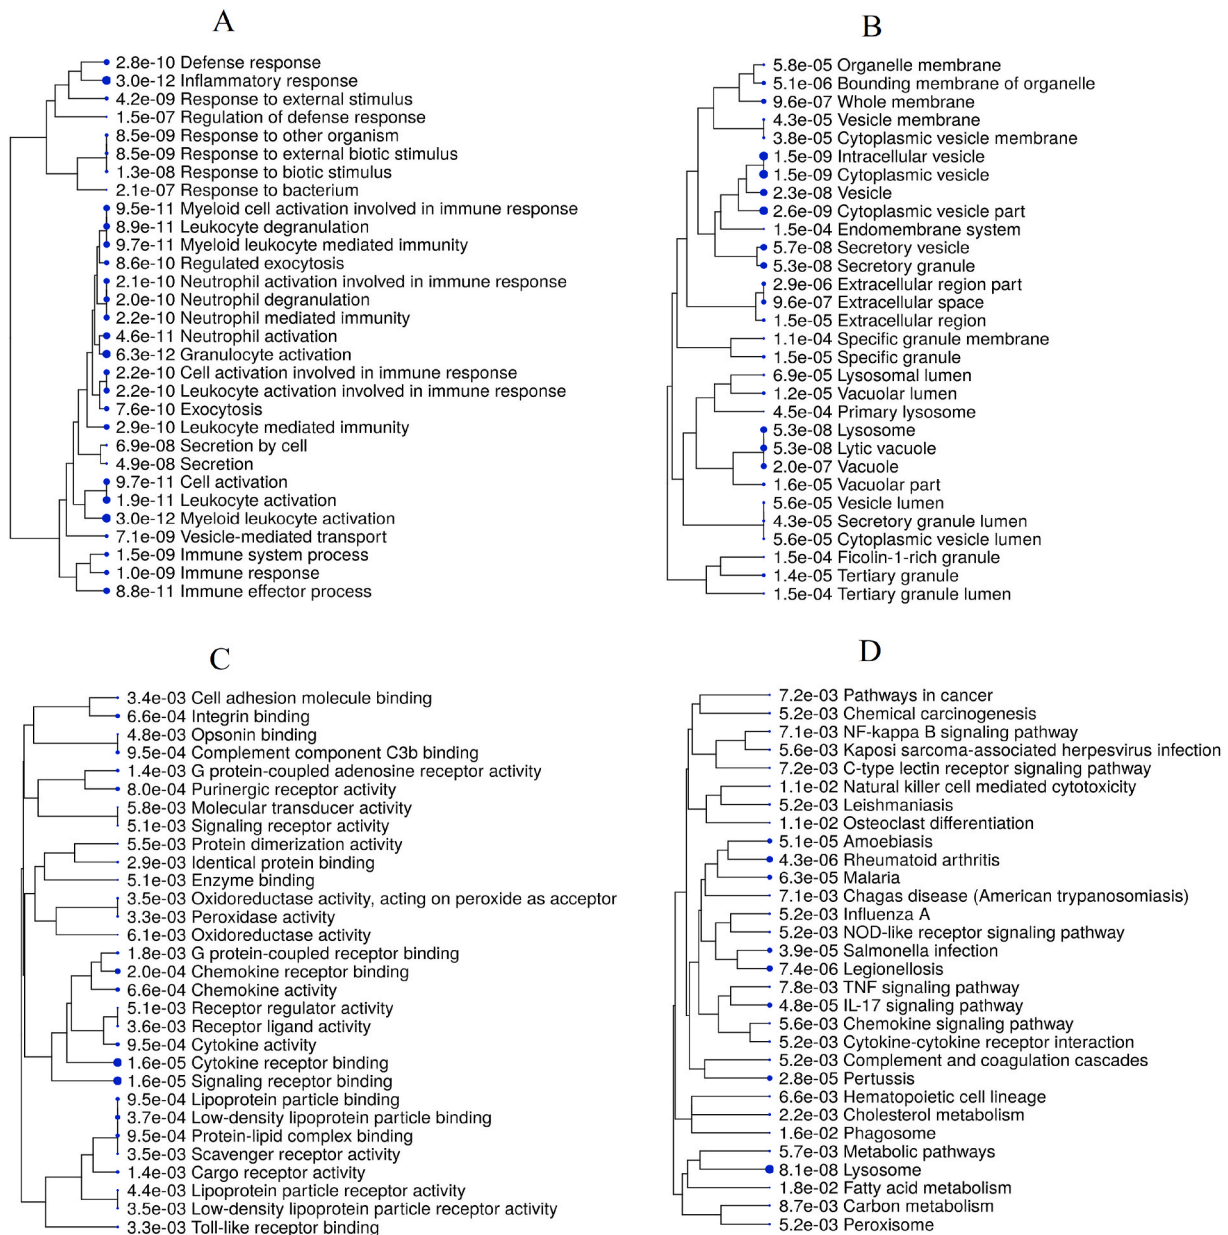 A
2.8e-10 Defense response
3.0e-12 Inflammatory response
4.2e-09 Response to external stimulus
1.5e-07 Regulation of defense response
8.5e-09 Response to other organism
8.5e-09 Response to external biotic stimulus
1.3e-08 Response to biotic stimulus
2.1e-07 Response to bacterium
9.5e-11 Myeloid cell activation involved in immune response
8.9e-11 Leukocyte degranulation
9.7e-11 Myeloid leukocyte mediated immunity
8.6e-10 Regulated exocytosis
2.1e-10 Neutrophil activation involved in immune response
2.0e-10 Neutrophil degranulation
2.2e-10 Neutrophil mediated immunity
4.6e-11 Neutrophil activation
6.3e-12 Granulocyte activation
2.2e-10 Cell activation involved in immune response
2.2e-10 Leukocyte activation involved in immune response
7.6e-10 Exocytosis
2.9e-10 Leukocyte mediated immunity
6.9e-08 Secretion by cell
4.9e-08 Secretion
9.7e-11 Cell activation
1.9e-11 Leukocyte activation
3.0e-12 Myeloid leukocyte activation
7.1e-09 Vesicle-mediated transport
1.5e-09 Immune system process
1.0e-09 Immune response
8.8e-11 Immune effector process
B
5.8e-05 Organelle membrane
5.1e-06 Bounding membrane of organelle
9.6e-07 Whole membrane
4.3e-05 Vesicle membrane
3.8e-05 Cytoplasmic vesicle membrane
1.5e-09 Intracellular vesicle
1.5e-09 Cytoplasmic vesicle
2.3e-08 Vesicle
2.6e-09 Cytoplasmic vesicle part
1.5e-04 Endomembrane system
5.7e-08 Secretory vesicle
5.3e-08 Secretory granule
2.9e-06 Extracellular region part
9.6e-07 Extracellular space
1.5e-05 Extracellular region
1.1e-04 Specific granule membrane
1.5e-05 Specific granule
6.9e-05 Lysosomal lumen
1.2e-05 Vacuolar lumen
4.5e-04 Primary lysosome
5.3e-08 Lysosome
5.3e-08 Lytic vacuole
2.0e-07 Vacuole
1.6e-05 Vacuolar part
5.6e-05 Vesicle lumen
4.3e-05 Secretory granule lumen
5.6e-05 Cytoplasmic vesicle lumen
1.5e-04 Ficolin-1-rich granule
1.4e-05 Tertiary granule
1.5e-04 Tertiary granule lumen
C
3.4e-03 Cell adhesion molecule binding
6.6e-04 Integrin binding
4.8e-03 Opsonin binding
9.5e-04 Complement component C3b binding
1.4e-03 G protein-coupled adenosine receptor activity
8.0e-04 Purinergic receptor activity
5.8e-03 Molecular transducer activity
5.1e-03 Signaling receptor activity
5.5e-03 Protein dimerization activity
2.9e-03 Identical protein binding
5.1e-03 Enzyme binding
3.5e-03 Oxidoreductase activity, acting on peroxide as acceptor
3.3e-03 Peroxidase activity
6.1e-03 Oxidoreductase activity
1.8e-03 G protein-coupled receptor binding
2.0e-04 Chemokine receptor binding
6.6e-04 Chemokine activity
5.1e-03 Receptor regulator activity
3.6e-03 Receptor ligand activity
9.5e-04 Cytokine activity
1.6e-05 Cytokine receptor binding
1.6e-05 Signaling receptor binding
9.5e-04 Lipoprotein particle binding
3.7e-04 Low-density lipoprotein particle binding
9.5e-04 Protein-lipid complex binding
3.5e-03 Scavenger receptor activity
1.4e-03 Cargo receptor activity
4.4e-03 Lipoprotein particle receptor activity
3.5e-03 Low-density lipoprotein particle receptor activity
3.3e-03 Toll-like receptor binding
D
7.2e-03 Pathways in cancer
5.2e-03 Chemical carcinogenesis
7.1e-03 NF-kappa B signaling pathway
5.6e-03 Kaposi sarcoma-associated herpesvirus infection
7.2e-03 C-type lectin receptor signaling pathway
1.1e-02 Natural killer cell mediated cytotoxicity
5.2e-03 Leishmaniasis
1.1e-02 Osteoclast differentiation
5.1e-05 Amoebiasis
4.3e-06 Rheumatoid arthritis
6.3e-05 Malaria
7.1e-03 Chagas disease (American trypanosomiasis)
5.2e-03 Influenza A
5.2e-03 NOD-like receptor signaling pathway
3.9e-05 Salmonella infection
7.4e-06 Legionellosis
7.8e-03 TNF signaling pathway
4.8e-05 IL-17 signaling pathway
5.6e-03 Chemokine signaling pathway
5.2e-03 Cytokine-cytokine receptor interaction
5.2e-03 Complement and coagulation cascades
2.8e-05 Pertussis
6.6e-03 Hematopoietic cell lineage
2.2e-03 Cholesterol metabolism
1.6e-02 Phagosome
5.7e-03 Metabolic pathways
8.1e-08 Lysosome
1.8e-02 Fatty acid metabolism
8.7e-03 Carbon metabolism
5.2e-03 Peroxisome